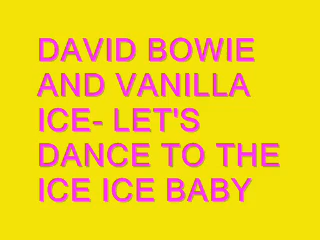 DAVID BOWIE
AND VANILLA
ICE- LET'S
DANCE TO THE
ICE ICE BABY